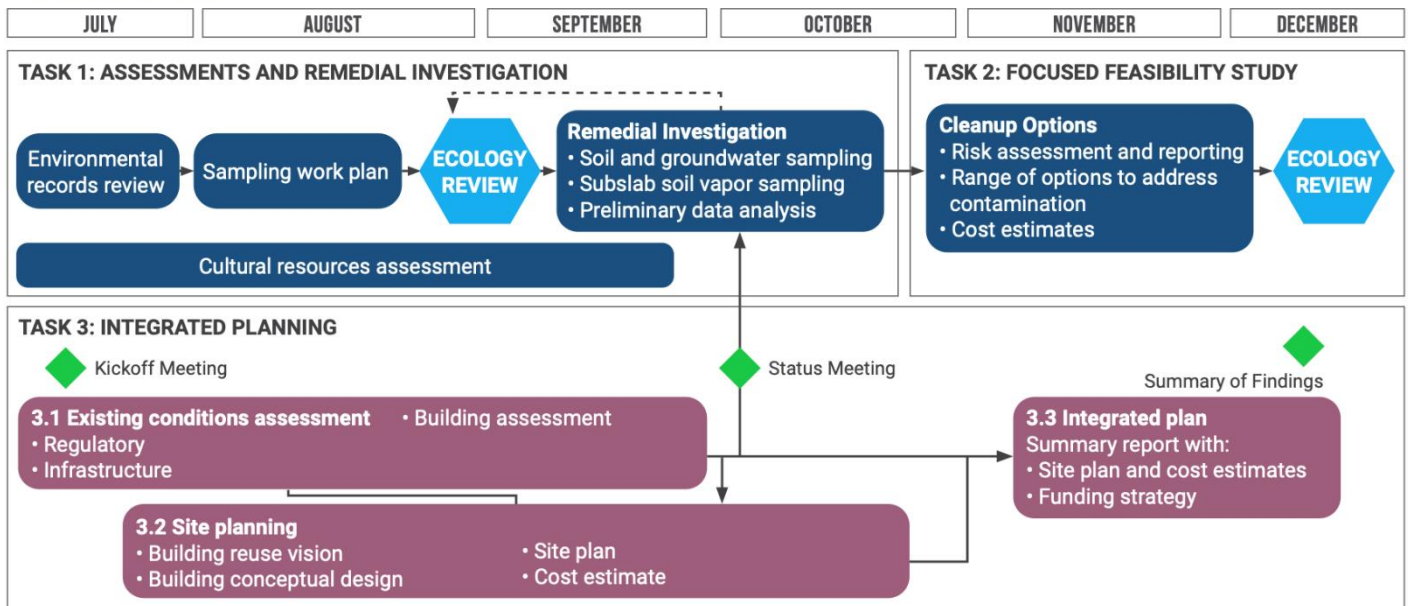 JULY
AUGUST
SEPTEMBER
OCTOBER
NOVEMBER
DECEMBER
TASK 1: ASSESSMENTS AND REMEDIAL INVESTIGATION
Environmental
records review
Sampling work plan
ECOLOGY
REVIEW
Remedial Investigation
• Soil and groundwater sampling
• Subslab soil vapor sampling
• Preliminary data analysis
Cultural resources assessment
TASK 2: FOCUSED FEASIBILITY STUDY
Cleanup Options
• Risk assessment and reporting
• Range of options to address
contamination
• Cost estimates
ECOLOGY
REVIEW
TASK 3: INTEGRATED PLANNING
Kickoff Meeting
Status Meeting
Summary of Findings
3.1 Existing conditions assessment
• Regulatory
• Infrastructure
• Building assessment
3.2 Site planning
• Building reuse vision
• Building conceptual design
• Site plan
• Cost estimate
3.3 Integrated plan
Summary report with:
• Site plan and cost estimates
• Funding strategy